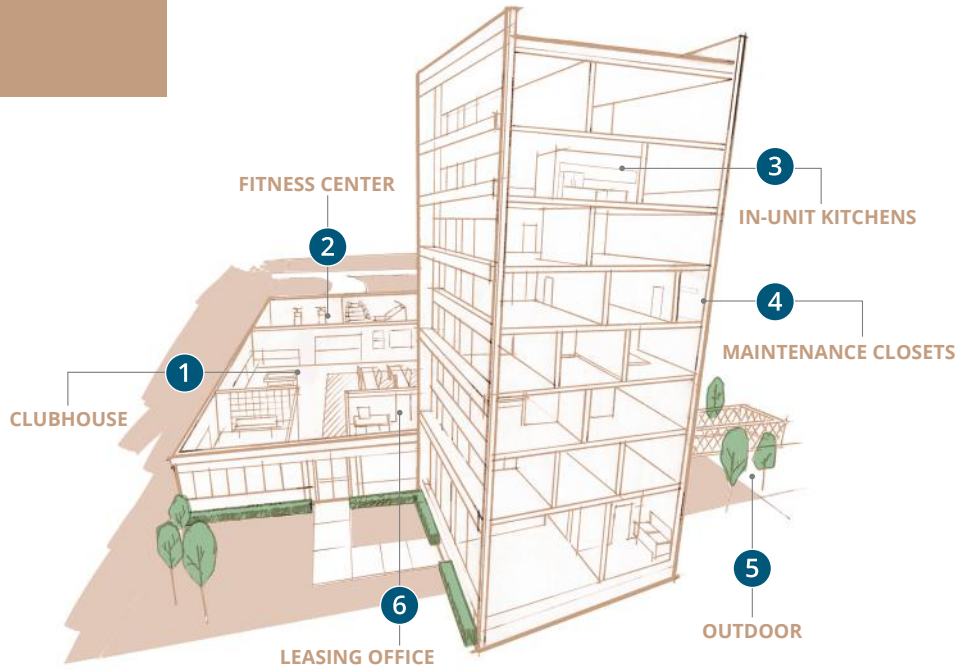 FITNESS CENTER
2
3
IN-UNIT KITCHENS
4
MAINTENANCE CLOSETS
1
CLUBHOUSE
5
OUTDOOR
6
LEASING OFFICE